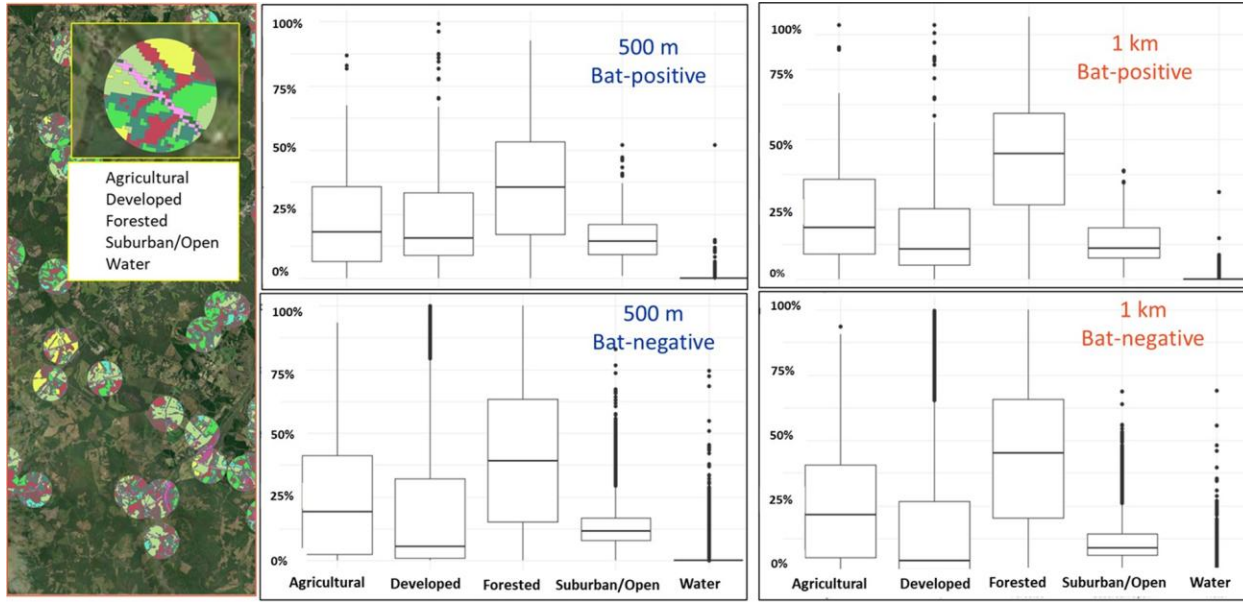 Agricultural
Developed
Forested
Suburban/Open
Water
100%
75%
50%
25%
0%
500 m
Bat-positive
100%
75%
50%
25%
0%
1 km
Bat-positive
100%
75%
50%
25%
0%
500 m
Bat-negative
Agricultural Developed Forested Suburban/Open Water
100%
75%
50%
25%
0%
1 km
Bat-negative
Agricultural Developed Forested Suburban/Open Water